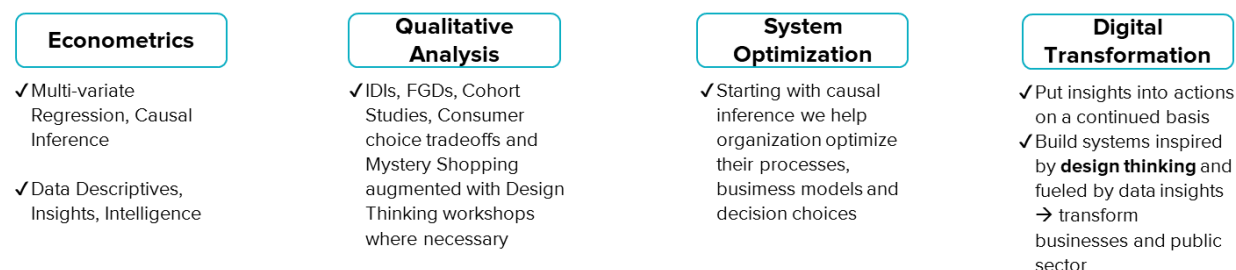 Econometrics
✓Multi-variate
Regression, Causal
Inference
✓Data Descriptives,
Insights, Intelligence
Qualitative
Analysis
✓IDIs, FGDs, Cohort
Studies, Consumer
choice tradeoffs and
Mystery Shopping
augmented with Design
Thinking workshops
where necessary
System
Optimization
✓Starting with causal
inference we help
organization optimize
their processes,
business models and
decision choices
Digital
Transformation
✓Put insights into actions
on a continued basis
✓Build systems inspired
by design thinking and
fueled by data insights
→ transform
businesses and public
sector